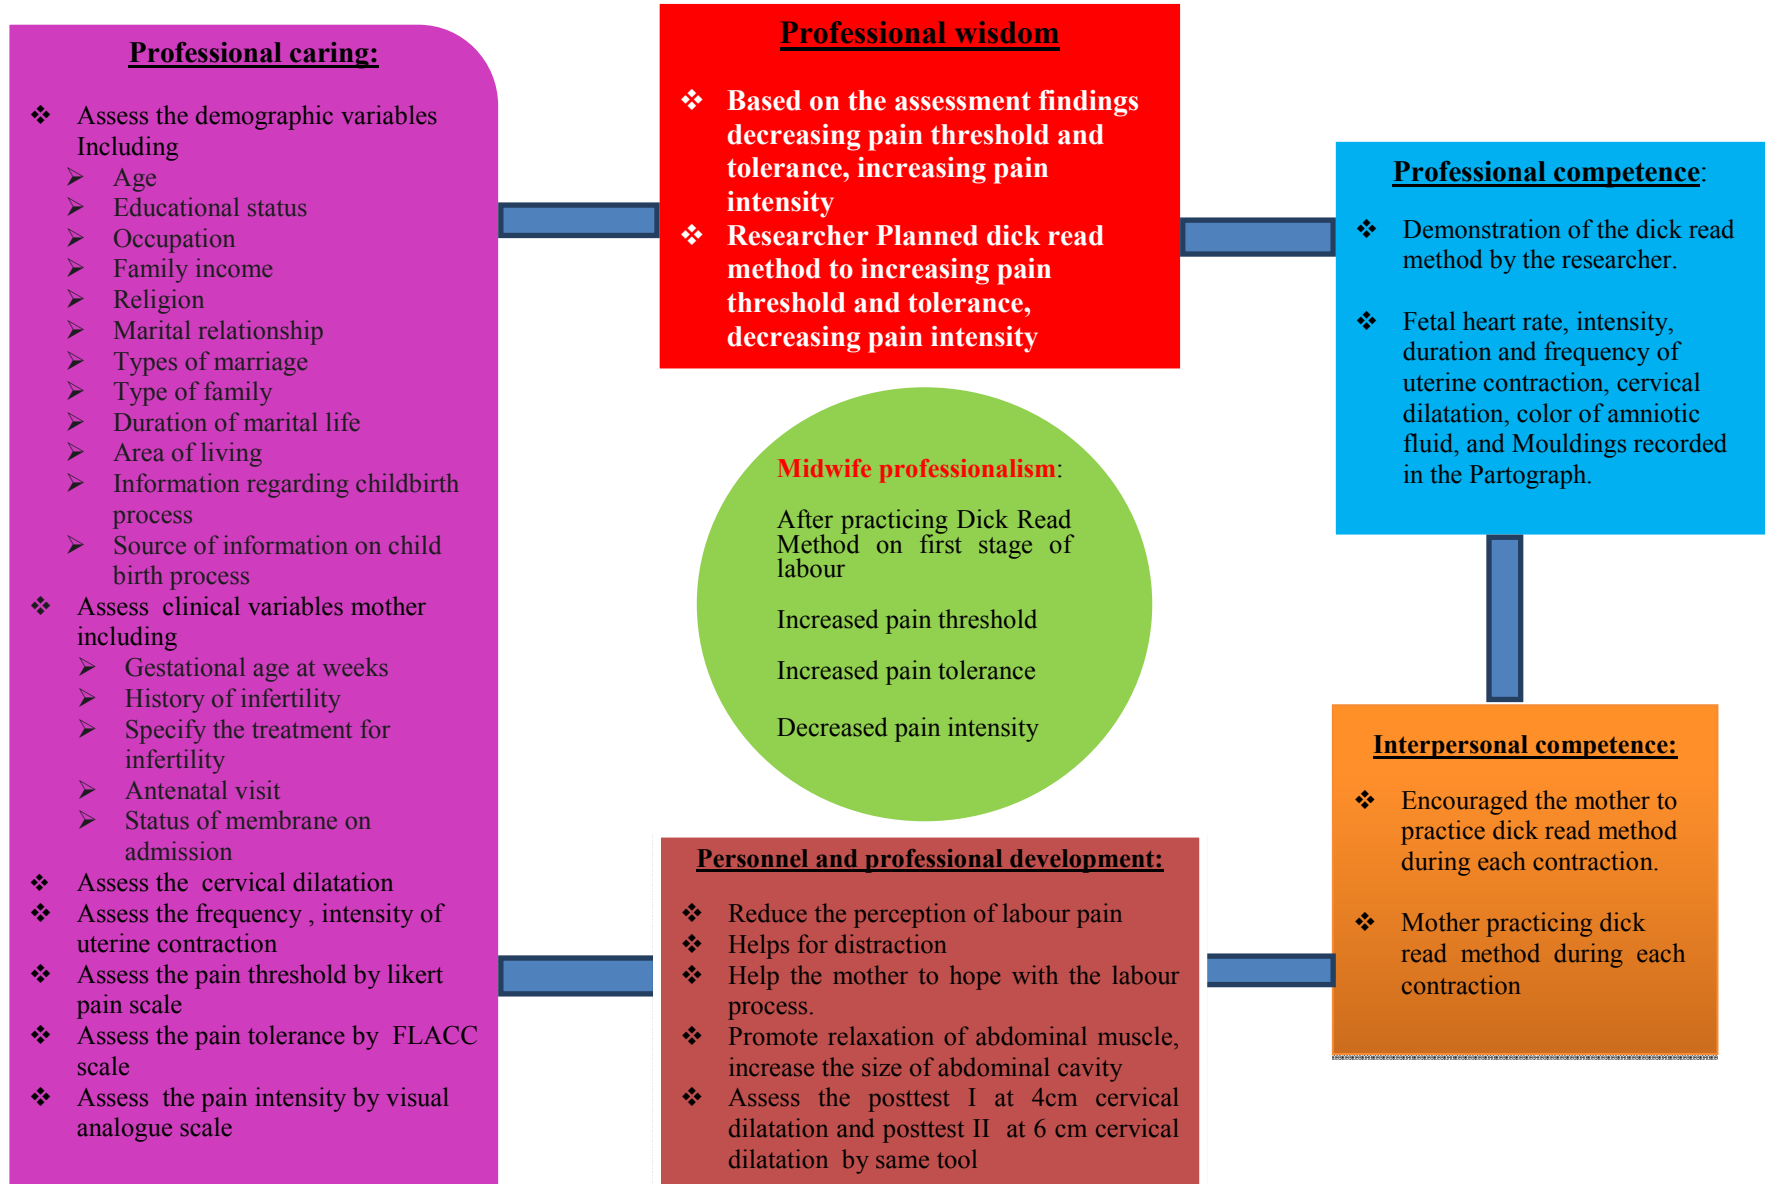 Professional caring:
❖ Assess the demographic variables
Including
➢ Age
➢ Educational status
➢ Occupation
➢ Family income
➢ Religion
➢ Marital relationship
➢ Types of marriage
➢ Type of family
➢ Duration of marital life
➢ Area of living
➢ Information regarding childbirth
process
➢ Source of information on child
birth process
❖ Assess clinical variables mother
including
➢ Gestational age at weeks
➢ History of infertility
➢ Specify the treatment for
infertility
➢ Antenatal visit
➢ Status of membrane on
admission
❖ Assess the cervical dilatation
❖ Assess the frequency , intensity of
uterine contraction
❖ Assess the pain threshold by likert
pain scale
❖ Assess the pain tolerance by FLACC
scale
❖ Assess the pain intensity by visual
analogue scale
Professional wisdom
❖ Based on the assessment findings
decreasing pain threshold and
tolerance, increasing pain
intensity
❖ Researcher Planned dick read
method to increasing pain
threshold and tolerance,
decreasing pain intensity
Professional competence:
❖ Demonstration of the dick read
method by the researcher.
❖ Fetal heart rate, intensity,
duration and frequency of
uterine contraction, cervical
dilatation, color of amniotic
fluid, and Mouldings recorded
in the Partograph.
Midwife professionalism:
After practicing Dick Read
Method on first stage of
labour
Increased pain threshold
Increased pain tolerance
Decreased pain intensity
Interpersonal competence:
❖ Encouraged the mother to
practice dick read method
during each contraction.
❖ Mother practicing dick
read method during each
contraction
Personnel and professional development:
❖ Reduce the perception of labour pain
❖ Helps for distraction
❖ Help the mother to hope with the labour
process.
❖ Promote relaxation of abdominal muscle,
increase the size of abdominal cavity
❖ Assess the posttest I at 4cm cervical
dilatation and posttest II at 6 cm cervical
dilatation by same tool